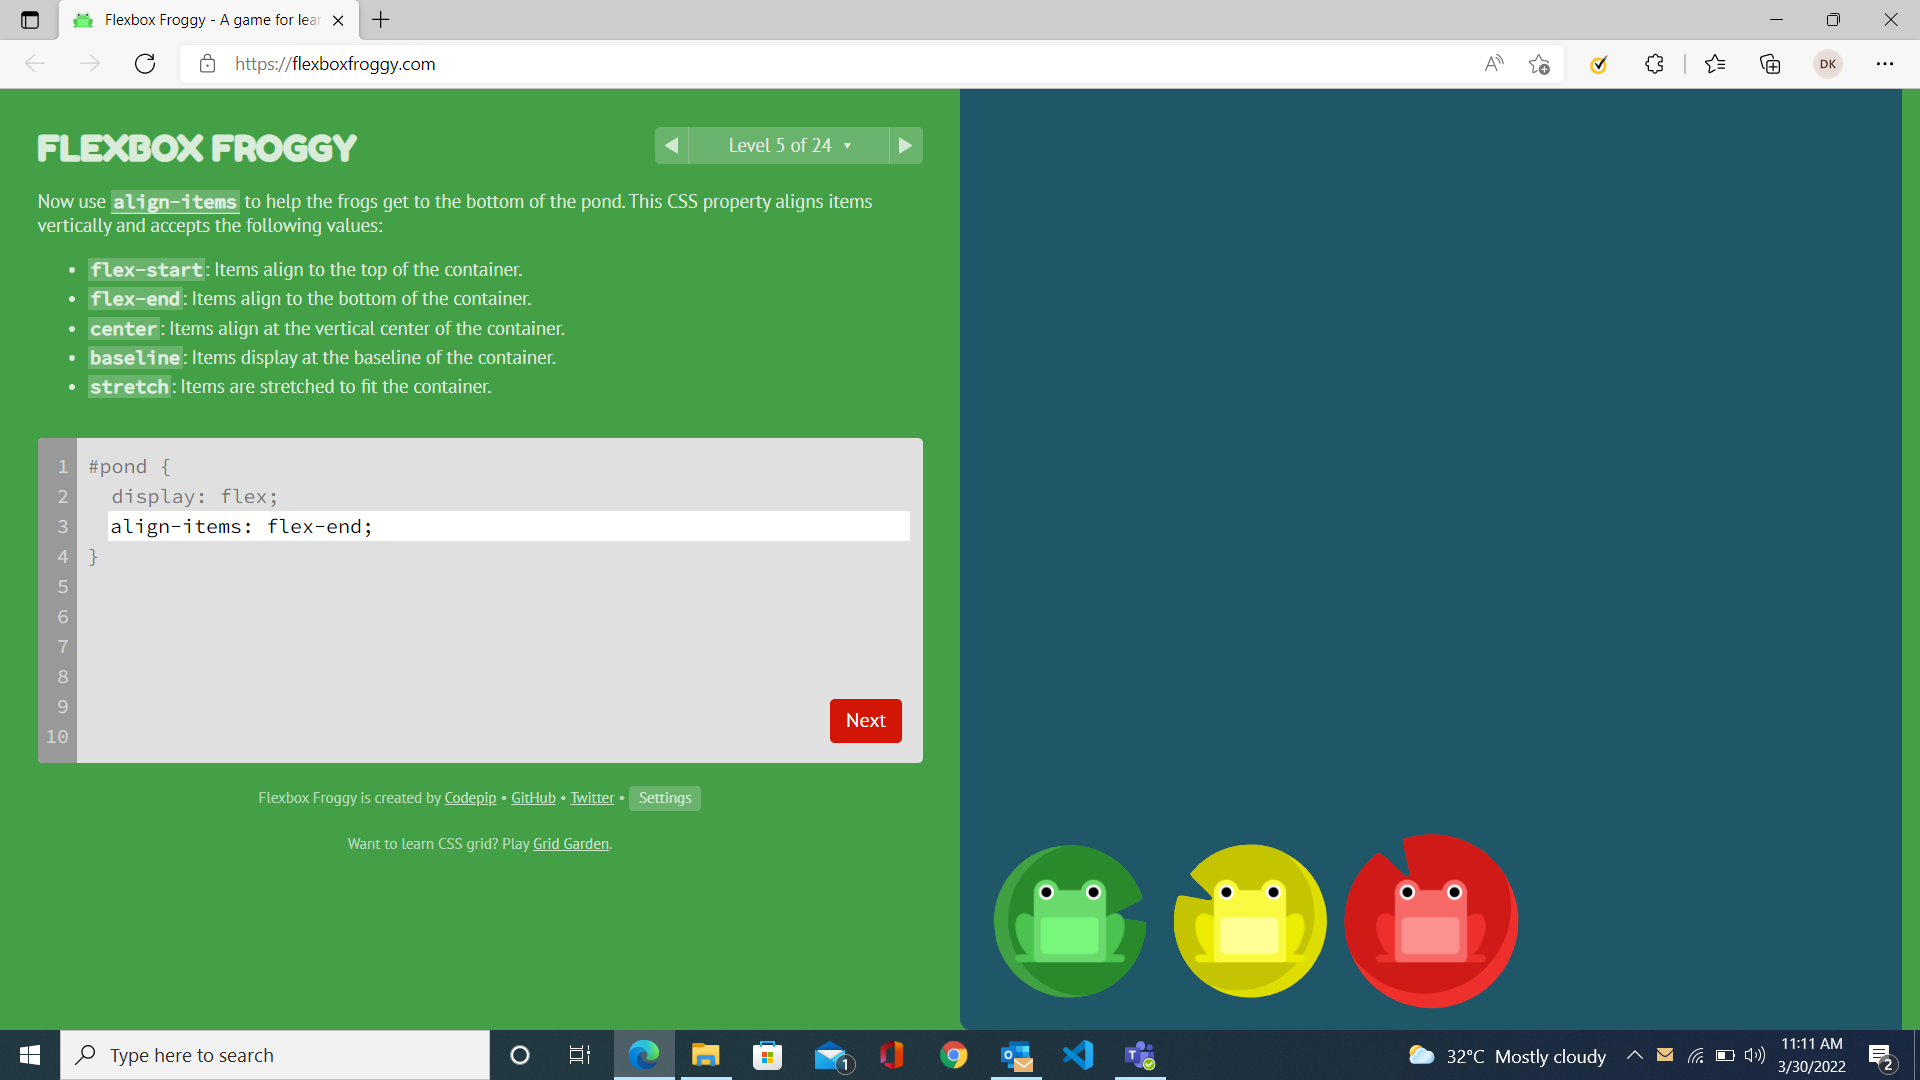 Flexbox Froggy - A game for lear
https://flexboxfroggy.com
DK
FLEXBOX FROGGY
Level 5 of 24
Now use align-items to help the frogs get to the bottom of the pond. This CSS property aligns items
vertically and accepts the following values:
• flex-start: Items align to the top of the container.
• flex-end: Items align to the bottom of the container.
• center: Items align at the vertical center of the container.
• baseline: Items display at the baseline of the container.
• stretch: Items are stretched to fit the container.
1 #pond {
2 display: flex;
3 align-items: flex-end;
4 }
5
6
7
8
9
10
Next
Flexbox Froggy is created by Codepip • GitHub • Twitter • Settings
Want to learn CSS grid? Play Grid Garden.
Type here to search
1
32°C Mostly cloudy
11:11 AM
3/30/2022
2